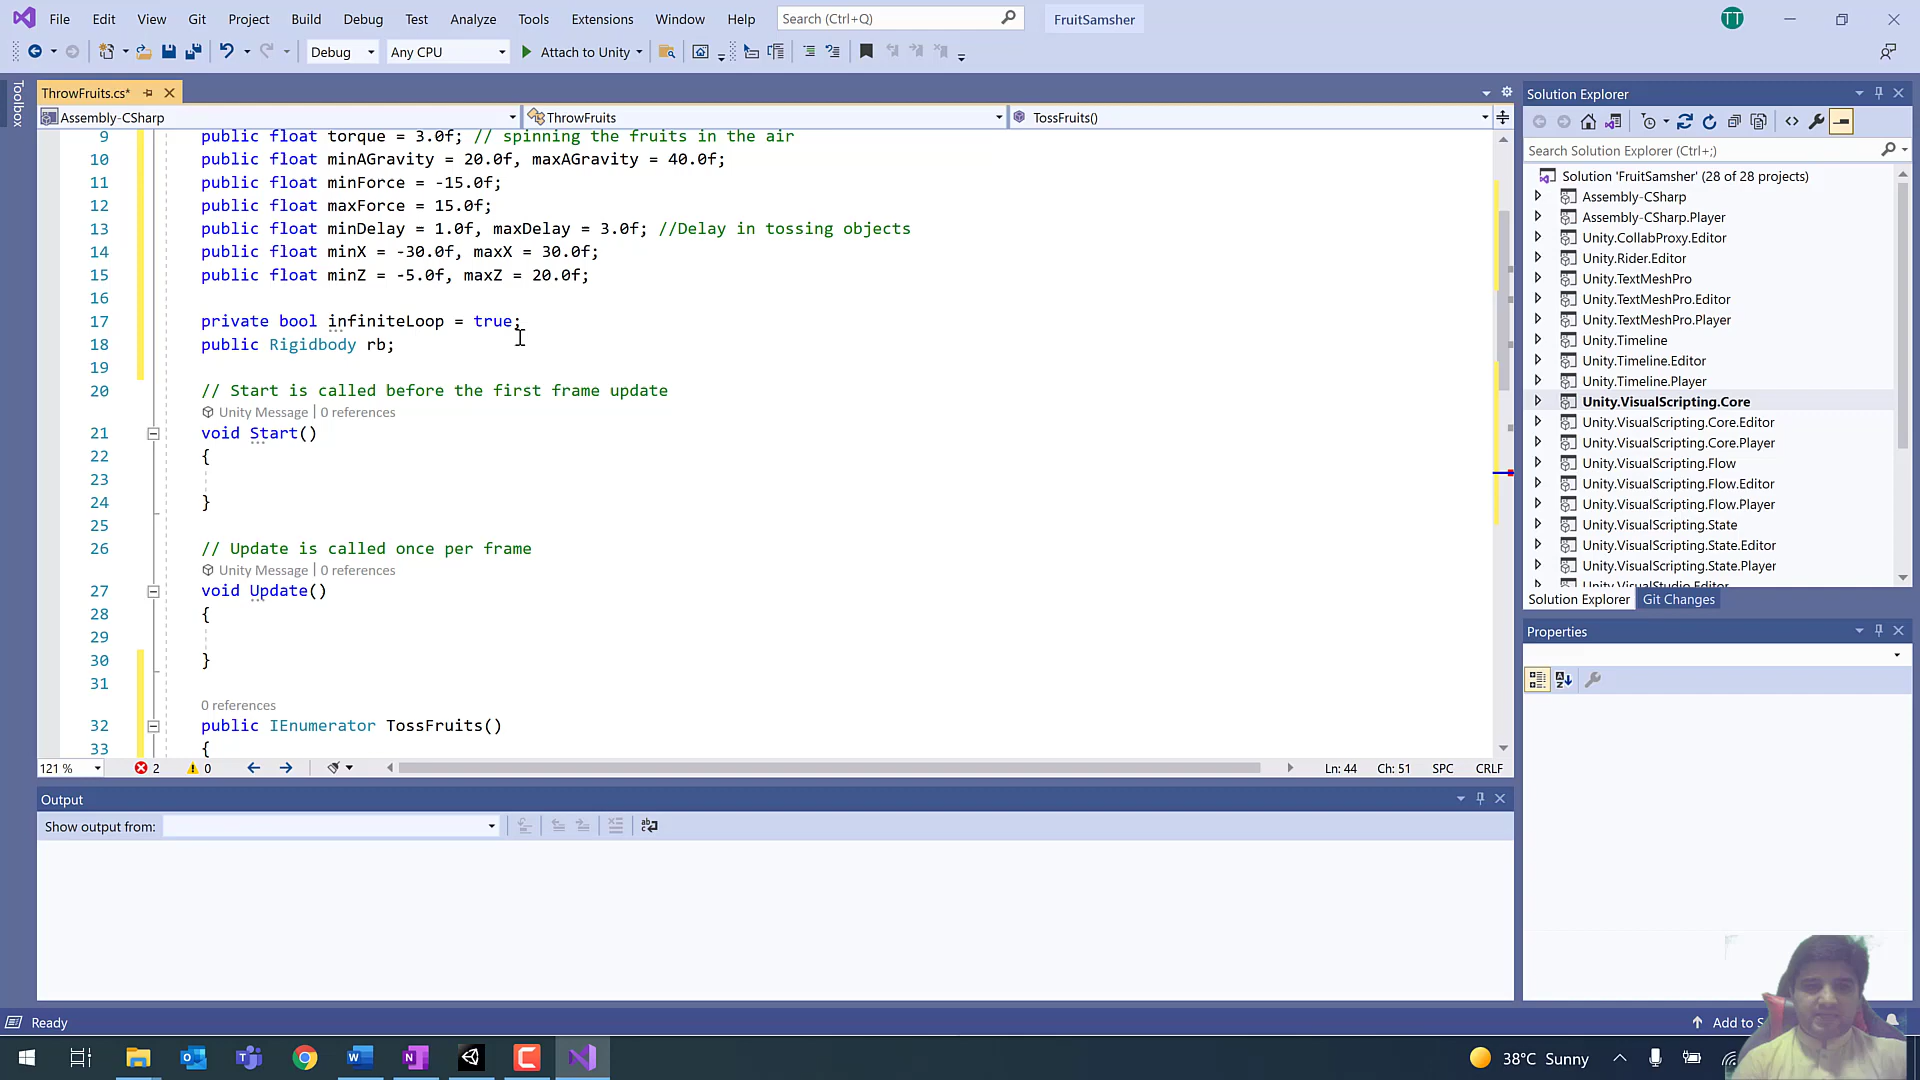 File Edit View Git Project Build Debug Test Analyze Tools Extensions Window Help Search (Ctrl+Q) FruitSamsher TT
Debug Any CPU Attach to Unity
Toolbox
ThrowFruits.cs*
Assembly-CSharp ThrowFruits TossFruits()
9 public float torque = 3.0f; // spinning the fruits in the air
10 public float minAGravity = 20.0f, maxAGravity = 40.0f;
11 public float minForce = -15.0f;
12 public float maxForce = 15.0f;
13 public float minDelay = 1.0f, maxDelay = 3.0f; //Delay in tossing objects
14 public float minX = -30.0f, maxX = 30.0f;
15 public float minZ = -5.0f, maxZ = 20.0f;
16
17 private bool infiniteLoop = true;
18 public Rigidbody rb;
19
20 // Start is called before the first frame update
Unity Message | 0 references
21 void Start()
22 {
23
24 }
25
26 // Update is called once per frame
Unity Message | 0 references
27 void Update()
28 {
29
30 }
31
0 references
32 public IEnumerator TossFruits()
33 {
121 % 2 0 Ln: 44 Ch: 51 SPC CRLF
Output
Show output from:
Solution Explorer
Search Solution Explorer (Ctrl+;)
Solution 'FruitSamsher' (28 of 28 projects)
Assembly-CSharp
Assembly-CSharp.Player
Unity.CollabProxy.Editor
Unity.Rider.Editor
Unity.TextMeshPro
Unity.TextMeshPro.Editor
Unity.TextMeshPro.Player
Unity.Timeline
Unity.Timeline.Editor
Unity.Timeline.Player
Unity.VisualScripting.Core
Unity.VisualScripting.Core.Editor
Unity.VisualScripting.Core.Player
Unity.VisualScripting.Flow
Unity.VisualScripting.Flow.Editor
Unity.VisualScripting.Flow.Player
Unity.VisualScripting.State
Unity.VisualScripting.State.Editor
Unity.VisualScripting.State.Player
Unity.VisualStudio.Editor
Solution Explorer Git Changes
Properties
Ready Add to S
38°C Sunny